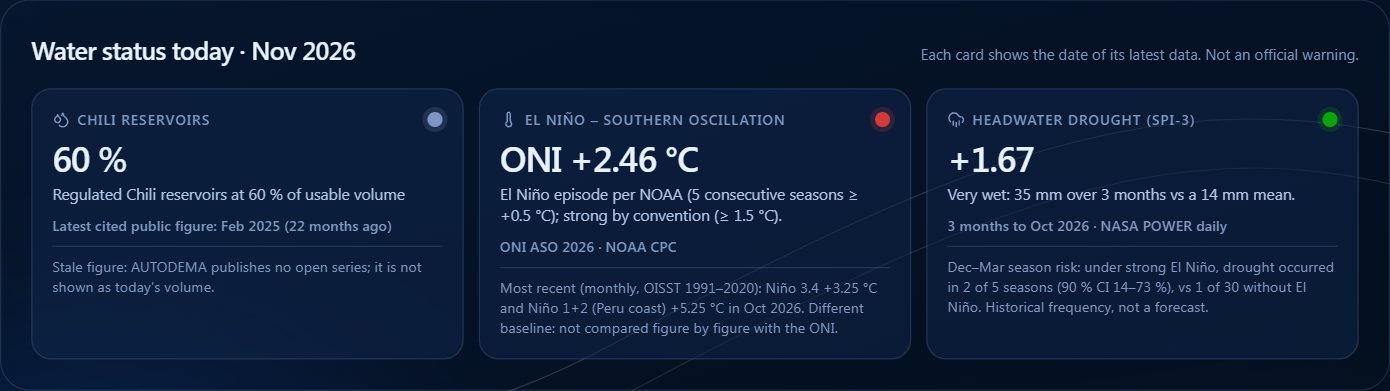 Water status today · Nov 2026
Each card shows the date of its latest data. Not an official warning.
CHILI RESERVOIRS
60 %
Regulated Chili reservoirs at 60 % of usable volume
Latest cited public figure: Feb 2025 (22 months ago)
Stale figure: AUTODEMA publishes no open series; it is not
shown as today's volume.
EL NIÑO – SOUTHERN OSCILLATION
ONI +2.46 °C
El Niño episode per NOAA (5 consecutive seasons ≥
+0.5 °C); strong by convention (≥ 1.5 °C).
ONI ASO 2026 · NOAA CPC
Most recent (monthly, OISST 1991–2020): Niño 3.4 +3.25 °C
and Niño 1+2 (Peru coast) +5.25 °C in Oct 2026. Different
baseline: not compared figure by figure with the ONI.
HEADWATER DROUGHT (SPI-3)
+1.67
Very wet: 35 mm over 3 months vs a 14 mm mean.
3 months to Oct 2026 · NASA POWER daily
Dec–Mar season risk: under strong El Niño, drought occurred
in 2 of 5 seasons (90 % CI 14–73 %), vs 1 of 30 without El
Niño. Historical frequency, not a forecast.